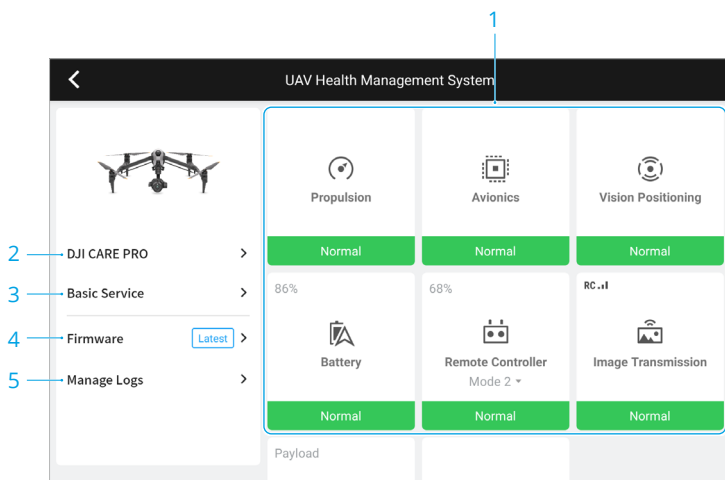 1
UAV Health Management System
Propulsion
Normal
Avionics
Normal
Vision Positioning
Normal
2
DJI CARE PRO
3
Basic Service
4
Firmware
Latest
5
Manage Logs
86%
Battery
Normal
68%
Remote Controller
Mode 2
Normal
RC
Image Transmission
Normal
Payload